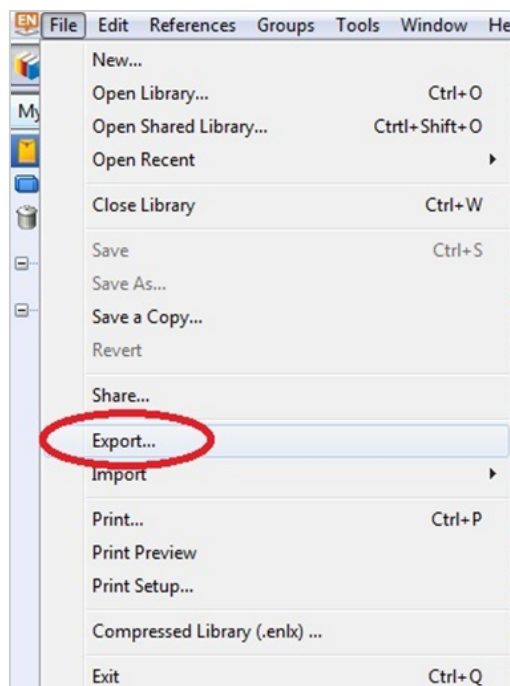 EN File Edit References Groups Tools Window He
My
New...
Open Library... Ctrl+O
Open Shared Library... Ctrtl+Shift+O
Open Recent
Close Library Ctrl+W
Save Ctrl+S
Save As...
Save a Copy...
Revert
Share...
Export...
Import
Print... Ctrl+P
Print Preview
Print Setup...
Compressed Library (.enlx) ...
Exit Ctrl+Q